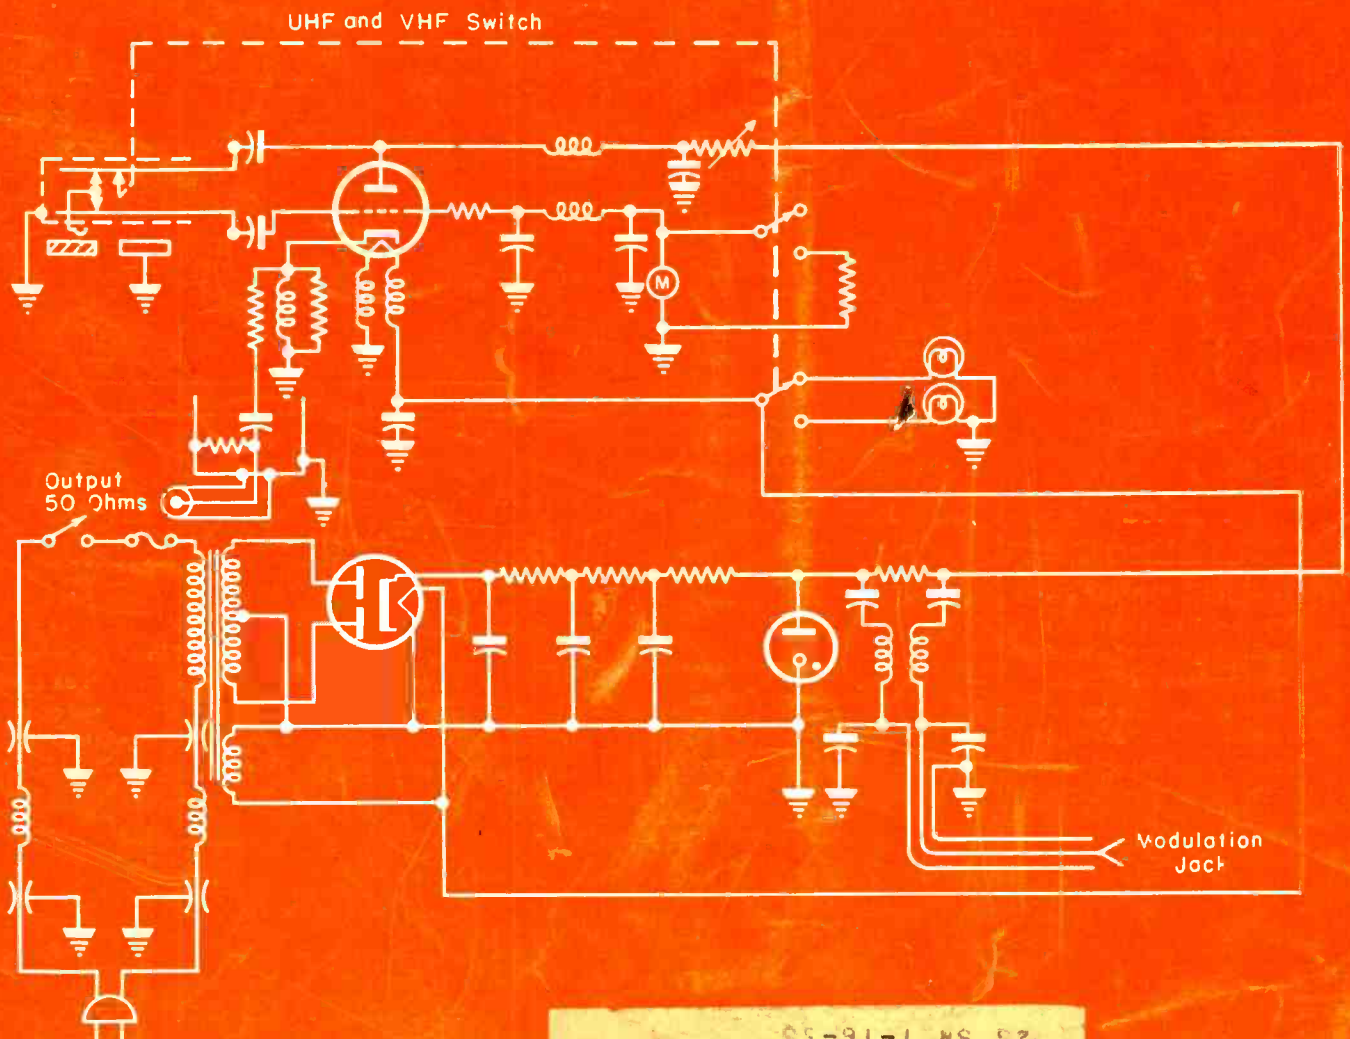 UHF and VHF Switch
M
Output
50 Ohms
Modulation
Jack